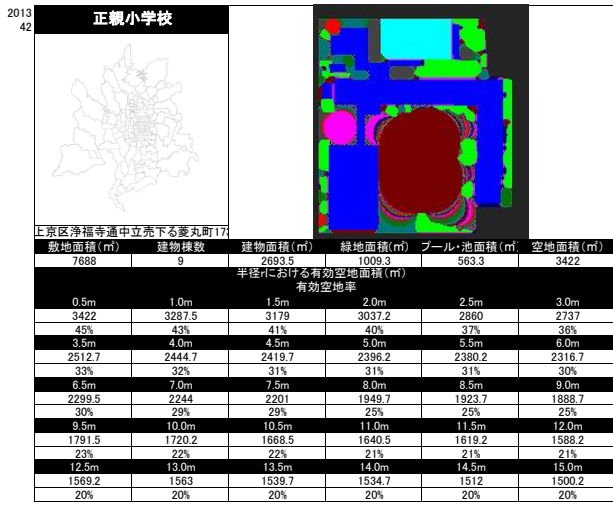 2013
42
正親小学校
上京区浄福寺通中立売下る菱丸町17
敷地面積(㎡) 建物棟数 建物面積(㎡) 緑地面積(㎡) プール・池面積(㎡ 空地面積(㎡)
7688 9 2693.5 1009.3 563.3 3422
半径rにおける有効空地面積(㎡)
有効空地率
0.5m 1.0m 1.5m 2.0m 2.5m 3.0m
3422 3287.5 3179 3037.2 2860 2737
45% 43% 41% 40% 37% 36%
3.5m 4.0m 4.5m 5.0m 5.5m 6.0m
2512.7 2444.7 2419.7 2396.2 2380.2 2316.7
33% 32% 31% 31% 31% 30%
6.5m 7.0m 7.5m 8.0m 8.5m 9.0m
2299.5 2244 2201 1949.7 1923.7 1888.7
30% 29% 29% 25% 25% 25%
9.5m 10.0m 10.5m 11.0m 11.5m 12.0m
1791.5 1720.2 1668.5 1640.5 1619.2 1588.2
23% 22% 22% 21% 21% 21%
12.5m 13.0m 13.5m 14.0m 14.5m 15.0m
1569.2 1563 1539.7 1534.7 1512 1500.2
20% 20% 20% 20% 20% 20%